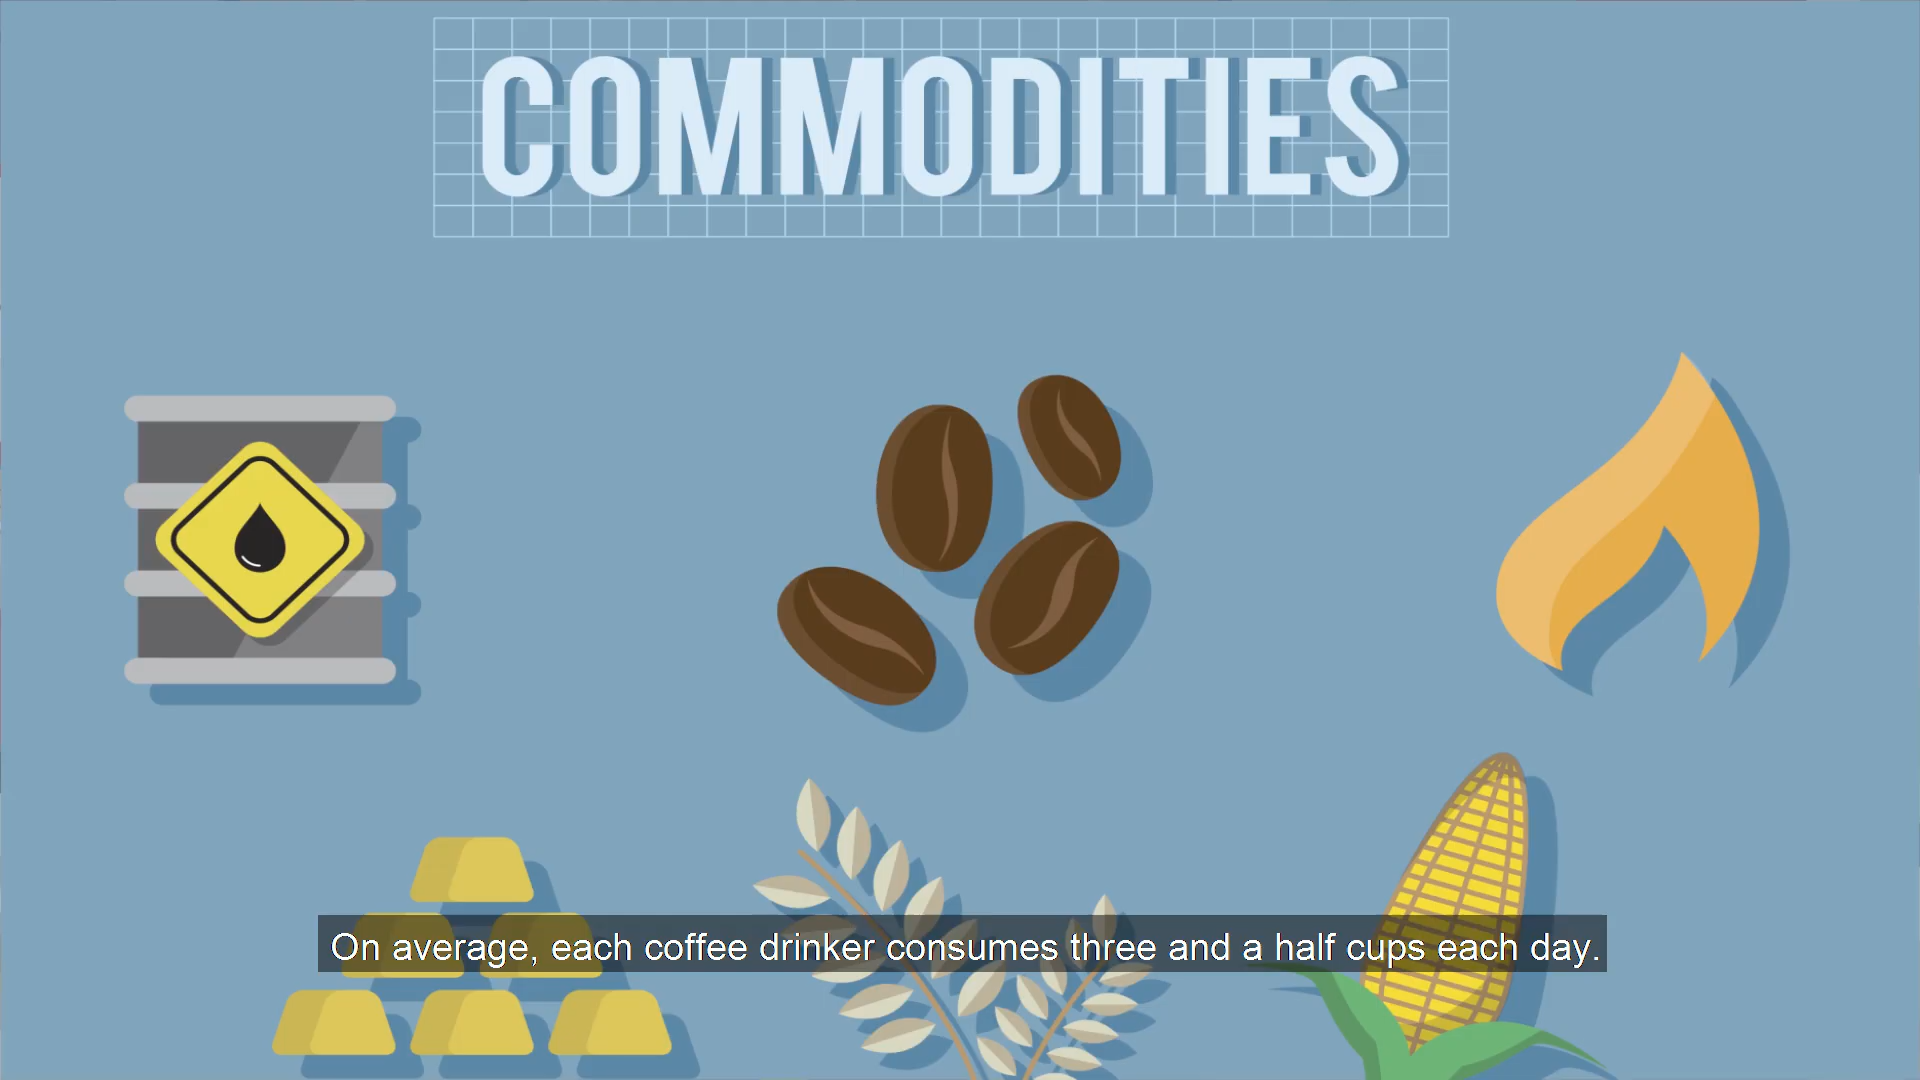 COMMODITIES
On average, each coffee drinker consumes three and a half cups each day.